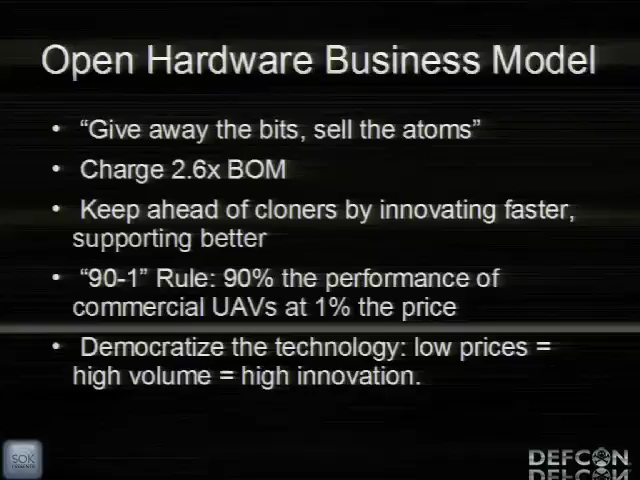 Open Hardware Business Model
• “Give away the bits, sell the atoms”
• Charge 2.6x BOM
• Keep ahead of cloners by innovating faster,
supporting better
• “90-1” Rule: 90% the performance of
commercial UAVs at 1% the price
• Democratize the technology: low prices =
high volume = high innovation.
SOK
DEFCON